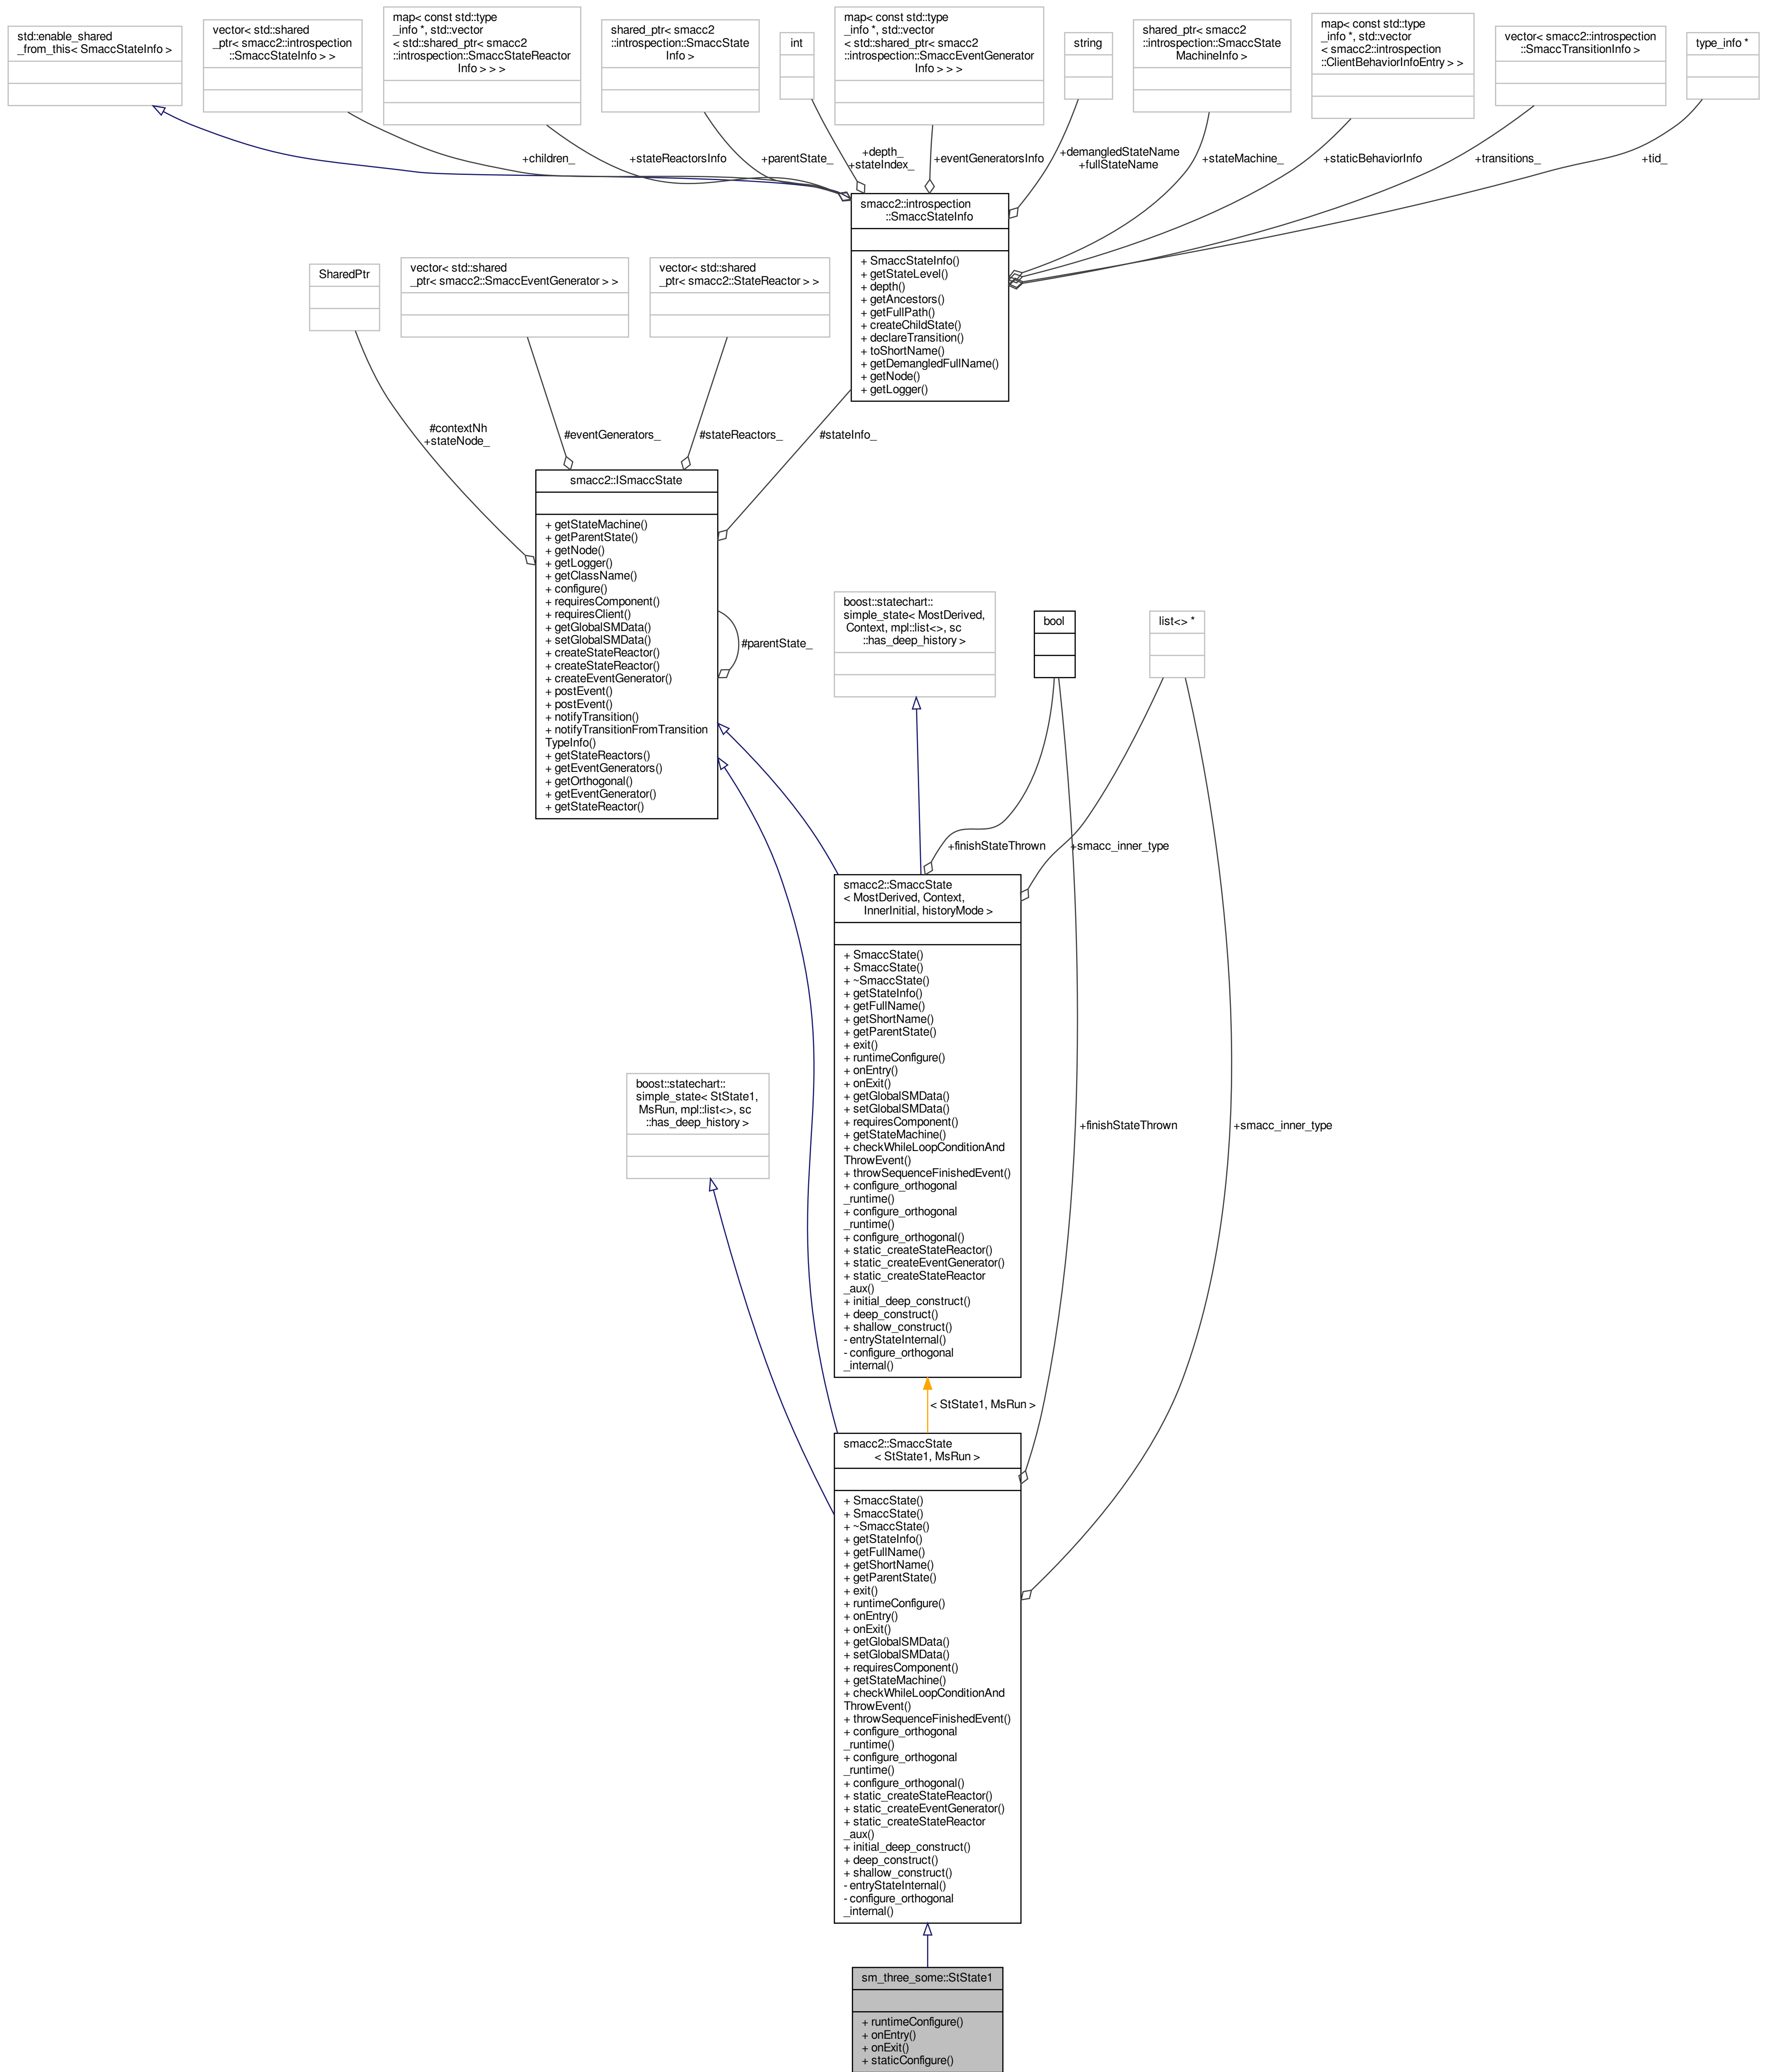 std::enable_shared
_from_this< SmaccStateInfo >
vector< std::shared
_ptr< smacc2::introspection
::SmaccStateInfo > >
map< const std::type
_info *, std::vector
< std::shared_ptr< smacc2
::introspection::SmaccStateReactor
Info > > >
shared_ptr< smacc2
::introspection::SmaccState
Info >
int
map< const std::type
_info *, std::vector
< std::shared_ptr< smacc2
::introspection::SmaccEventGenerator
Info > > >
string
shared_ptr< smacc2
::introspection::SmaccState
MachineInfo >
map< const std::type
_info *, std::vector
< smacc2::introspection
::ClientBehaviorInfoEntry > >
vector< smacc2::introspection
::SmaccTransitionInfo >
type_info *
+children_
+stateReactorsInfo
+parentState_
+depth_
+stateIndex_
+eventGeneratorsInfo
+demangledStateName
+fullStateName
+stateMachine_
+staticBehaviorInfo
+transitions_
+tid_
smacc2::introspection
::SmaccStateInfo
+ SmaccStateInfo()
+ getStateLevel()
+ depth()
+ getAncestors()
+ getFullPath()
+ createChildState()
+ declareTransition()
+ toShortName()
+ getDemangledFullName()
+ getNode()
+ getLogger()
SharedPtr
vector< std::shared
_ptr< smacc2::SmaccEventGenerator > >
vector< std::shared
_ptr< smacc2::StateReactor > >
#contextNh
+stateNode_
#eventGenerators_
#stateReactors_
#stateInfo_
smacc2::ISmaccState
+ getStateMachine()
+ getParentState()
+ getNode()
+ getLogger()
+ getClassName()
+ configure()
+ requiresComponent()
+ requiresClient()
+ getGlobalSMData()
+ setGlobalSMData()
+ createStateReactor()
+ createStateReactor()
+ createEventGenerator()
+ postEvent()
+ postEvent()
+ notifyTransition()
+ notifyTransitionFromTransition
TypeInfo()
+ getStateReactors()
+ getEventGenerators()
+ getOrthogonal()
+ getEventGenerator()
+ getStateReactor()
#parentState_
boost::statechart::
simple_state< MostDerived,
Context, mpl::list<>, sc
::has_deep_history >
bool
list<> *
+finishStateThrown
+smacc_inner_type
smacc2::SmaccState
< MostDerived, Context,
InnerInitial, historyMode >
+ SmaccState()
+ SmaccState()
+ ~SmaccState()
+ getStateInfo()
+ getFullName()
+ getShortName()
+ getParentState()
+ exit()
+ runtimeConfigure()
+ onEntry()
+ onExit()
+ getGlobalSMData()
+ setGlobalSMData()
+ requiresComponent()
+ getStateMachine()
+ checkWhileLoopConditionAnd
ThrowEvent()
+ throwSequenceFinishedEvent()
+ configure_orthogonal
_runtime()
+ configure_orthogonal
_runtime()
+ configure_orthogonal()
+ static_createStateReactor()
+ static_createEventGenerator()
+ static_createStateReactor
_aux()
+ initial_deep_construct()
+ deep_construct()
+ shallow_construct()
- entryStateInternal()
- configure_orthogonal
_internal()
boost::statechart::
simple_state< StState1,
MsRun, mpl::list<>, sc
::has_deep_history >
+finishStateThrown
+smacc_inner_type
< StState1, MsRun >
smacc2::SmaccState
< StState1, MsRun >
+ SmaccState()
+ SmaccState()
+ ~SmaccState()
+ getStateInfo()
+ getFullName()
+ getShortName()
+ getParentState()
+ exit()
+ runtimeConfigure()
+ onEntry()
+ onExit()
+ getGlobalSMData()
+ setGlobalSMData()
+ requiresComponent()
+ getStateMachine()
+ checkWhileLoopConditionAnd
ThrowEvent()
+ throwSequenceFinishedEvent()
+ configure_orthogonal
_runtime()
+ configure_orthogonal
_runtime()
+ configure_orthogonal()
+ static_createStateReactor()
+ static_createEventGenerator()
+ static_createStateReactor
_aux()
+ initial_deep_construct()
+ deep_construct()
+ shallow_construct()
- entryStateInternal()
- configure_orthogonal
_internal()
sm_three_some::StState1
+ runtimeConfigure()
+ onEntry()
+ onExit()
+ staticConfigure()